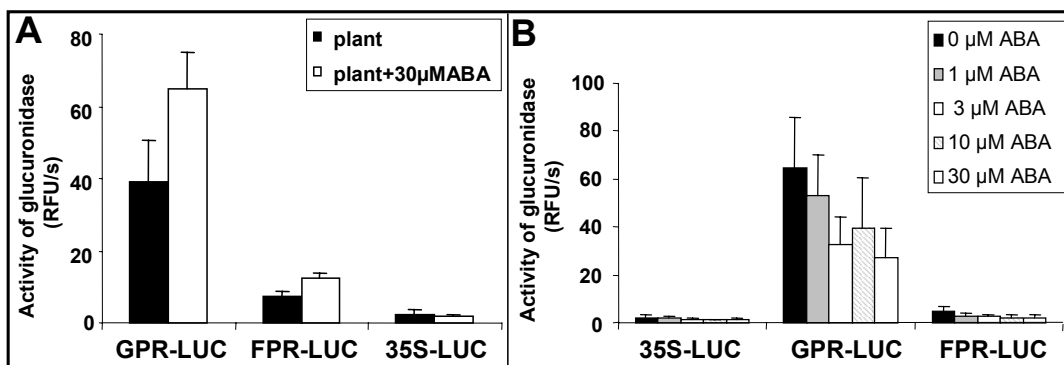 A
80
60
40
20
0
Activity of glucuronidase
(RFU/s)
plant
plant+30µMABA
GPR-LUC FPR-LUC 35S-LUC
B
100
80
60
40
20
0
Activity of glucuronidase
(RFU/s)
0 µM ABA
1 µM ABA
3 µM ABA
10 µM ABA
30 µM ABA
35S-LUC GPR-LUC FPR-LUC